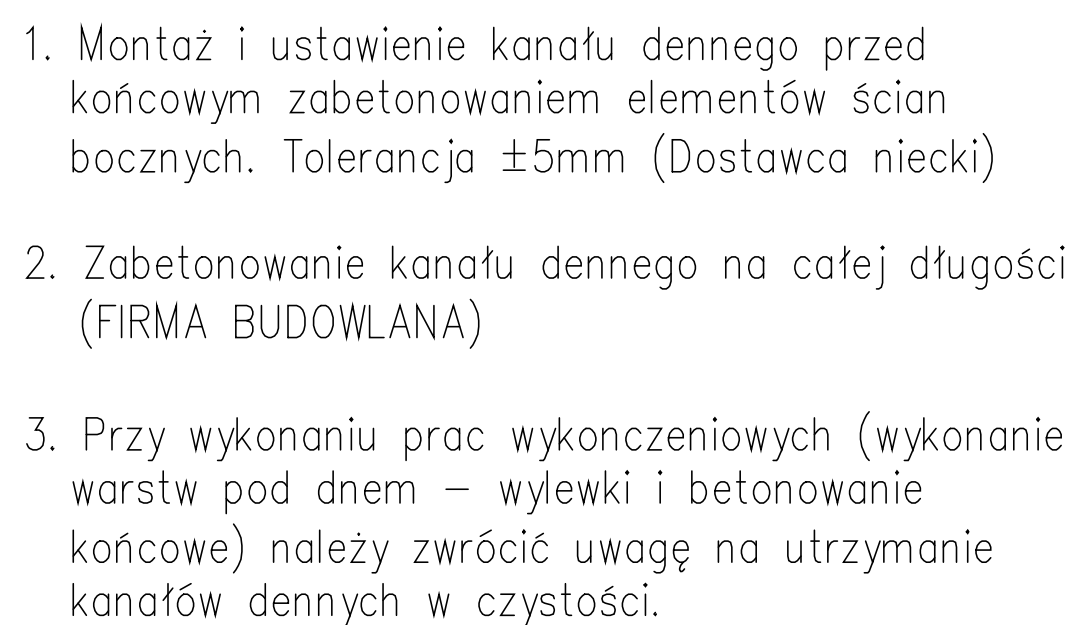 1. Montaż i ustawienie kanału dennego przed
końcowym zabetonowaniem elementów ścian
bocznych. Tolerancja ±5mm (Dostawca niecki)
2. Zabetonowanie kanału dennego na całej długości
(FIRMA BUDOWLANA)
3. Przy wykonaniu prac wykonczeniowych (wykonanie
warstw pod dnem – wylewki i betonowanie
końcowe) należy zwrócić uwagę na utrzymanie
kanałów dennych w czystości.